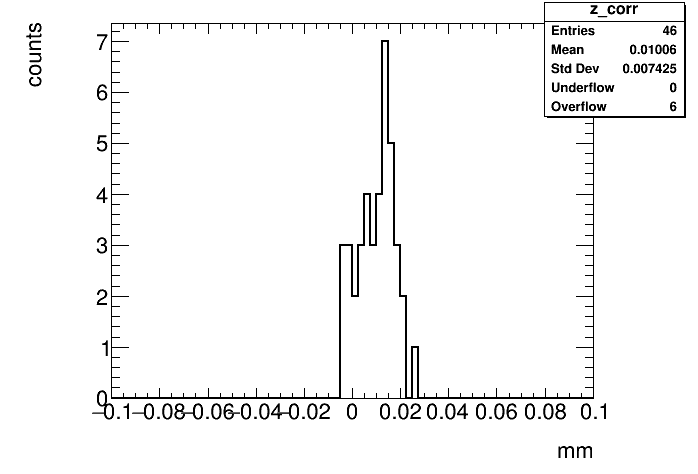 z_corr
Entries 46
Mean 0.01006
Std Dev 0.007425
Underflow 0
Overflow 6
counts
7
6
5
4
3
2
1
0
−0.1 −0.08 −0.06 −0.04 −0.02 0 0.02 0.04 0.06 0.08 0.1
mm